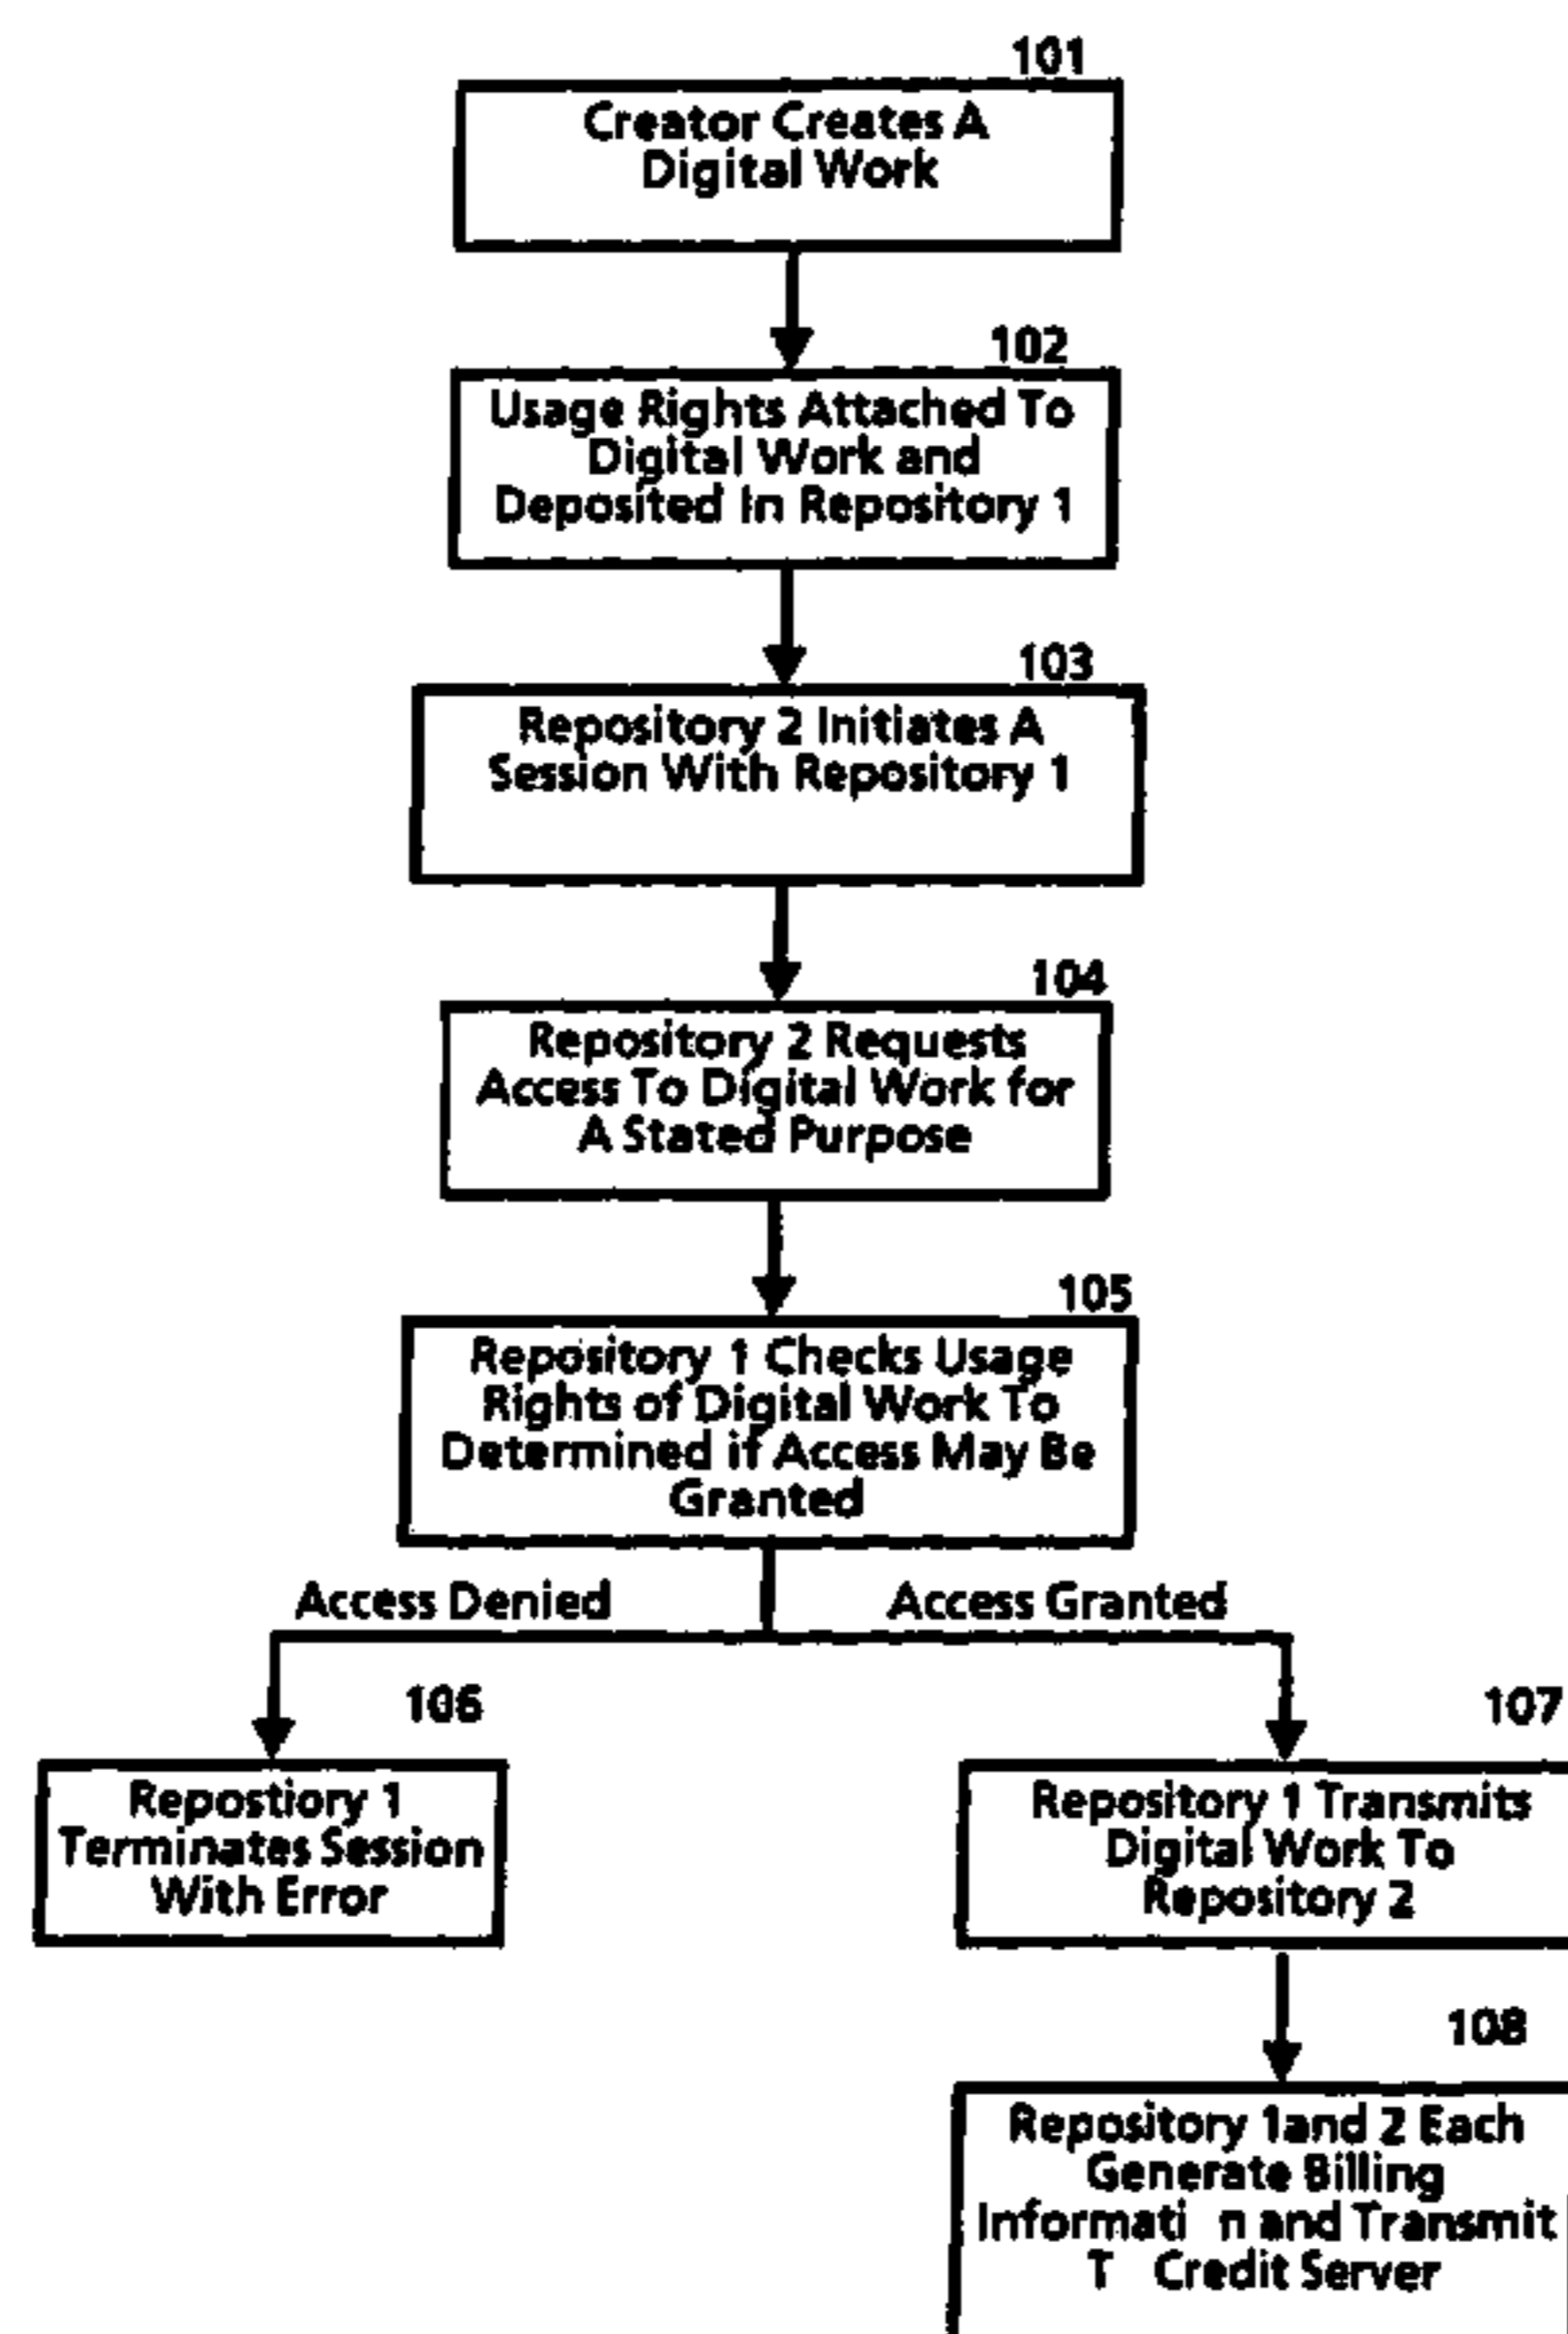 101
Creator Creates A
Digital Work
102
Usage Rights Attached To
Digital Work and
Deposited In Repository 1
103
Repository 2 Initiates A
Session With Repository 1
104
Repository 2 Requests
Access To Digital Work for
A Stated Purpose
105
Repository 1 Checks Usage
Rights of Digital Work To
Determined if Access May Be
Granted
Access Denied
Access Granted
106
Repostiory 1
Terminates Session
With Error
107
Repository 1 Transmits
Digital Work To
Repository 2
108
Repository 1and 2 Each
Generate Billing
Informati n and Transmit
T Credit Server